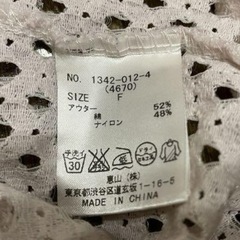 NO. 1342-012-4
(4670)
SIZE F
アウター
綿 52%
ナイロン 48%
30
恵山(株)
東京都渋谷区道玄坂1-16-5
MADE IN CHINA